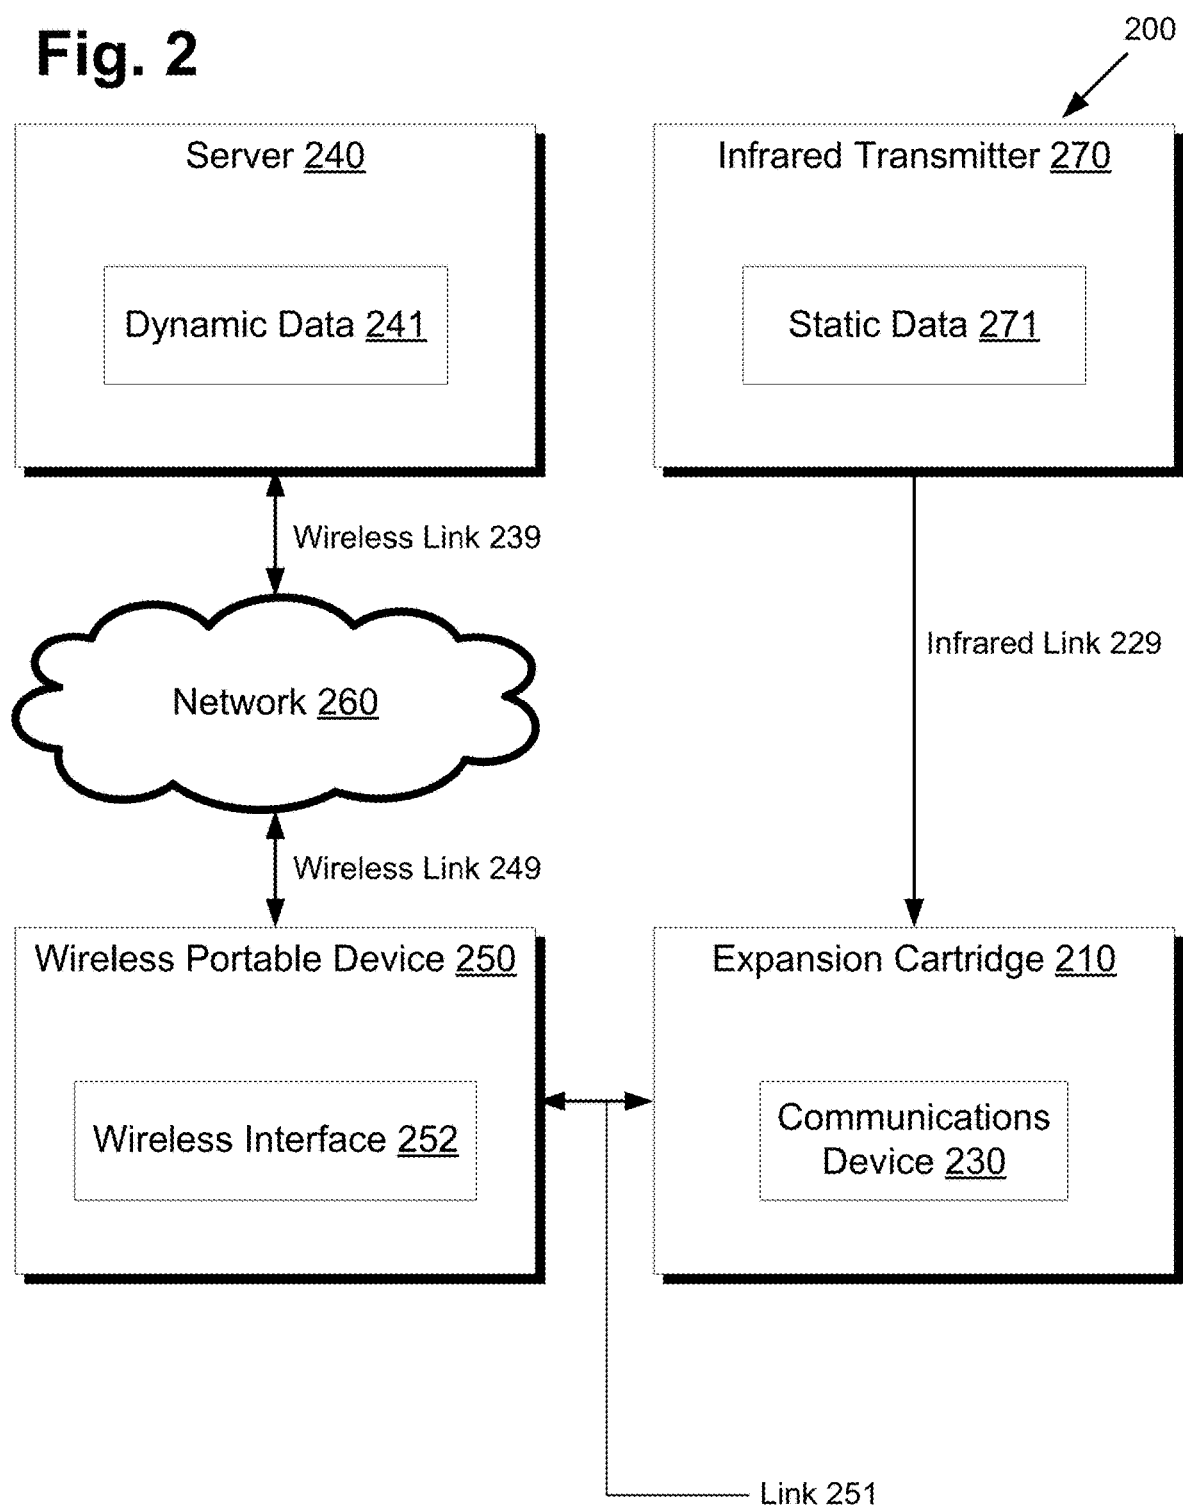 Fig. 2
200
Server 240
Infrared Transmitter 270
Dynamic Data 241
Static Data 271
Wireless Link 239
Infrared Link 229
Network 260
Wireless Link 249
Wireless Portable Device 250
Expansion Cartridge 210
Wireless Interface 252
Communications
Device 230
Link 251